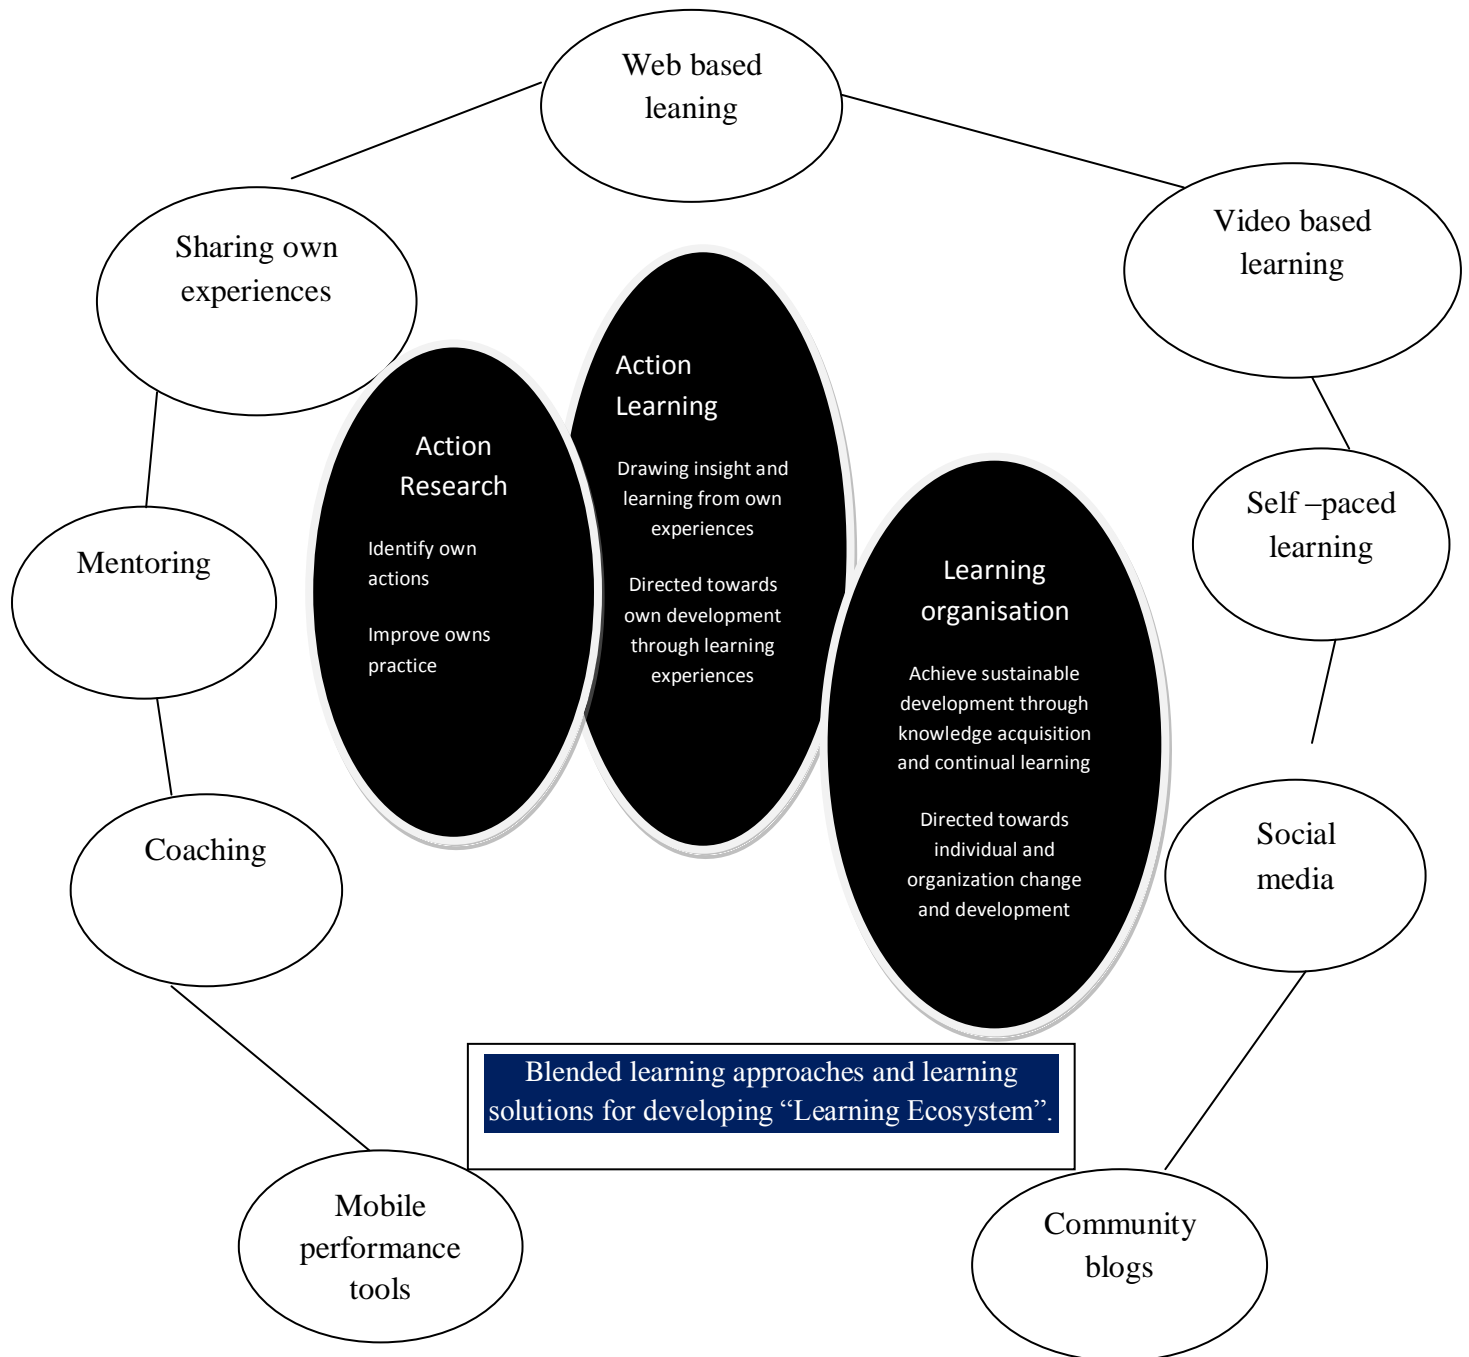 Web based
leaning
Sharing own
experiences
Video based
learning
Action
Learning
Drawing insight and
learning from own
experiences
Directed towards
own development
through learning
experiences
Action
Research
Identify own
actions
Improve owns
practice
Self –paced
learning
Mentoring
Learning
organisation
Achieve sustainable
development through
knowledge acquisition
and continual learning
Directed towards
individual and
organization change
and development
Coaching
Social
media
Blended learning approaches and learning
solutions for developing “Learning Ecosystem”.
Mobile
performance
tools
Community
blogs